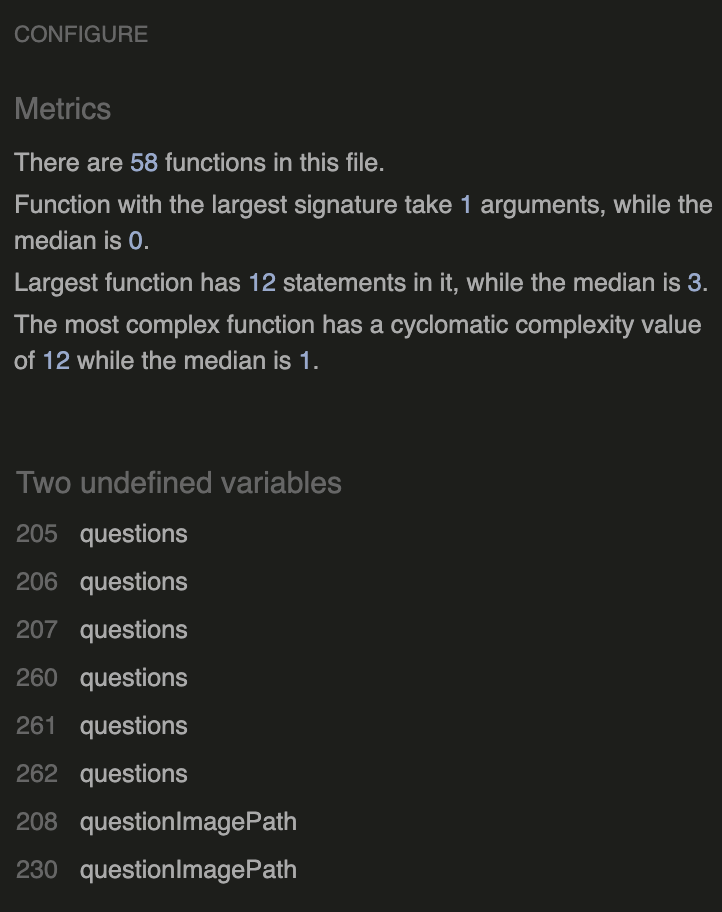 CONFIGURE
Metrics
There are 58 functions in this file.
Function with the largest signature take 1 arguments, while the
median is 0.
Largest function has 12 statements in it, while the median is 3.
The most complex function has a cyclomatic complexity value
of 12 while the median is 1.
Two undefined variables
205 questions
206 questions
207 questions
260 questions
261 questions
262 questions
208 questionImagePath
230 questionImagePath